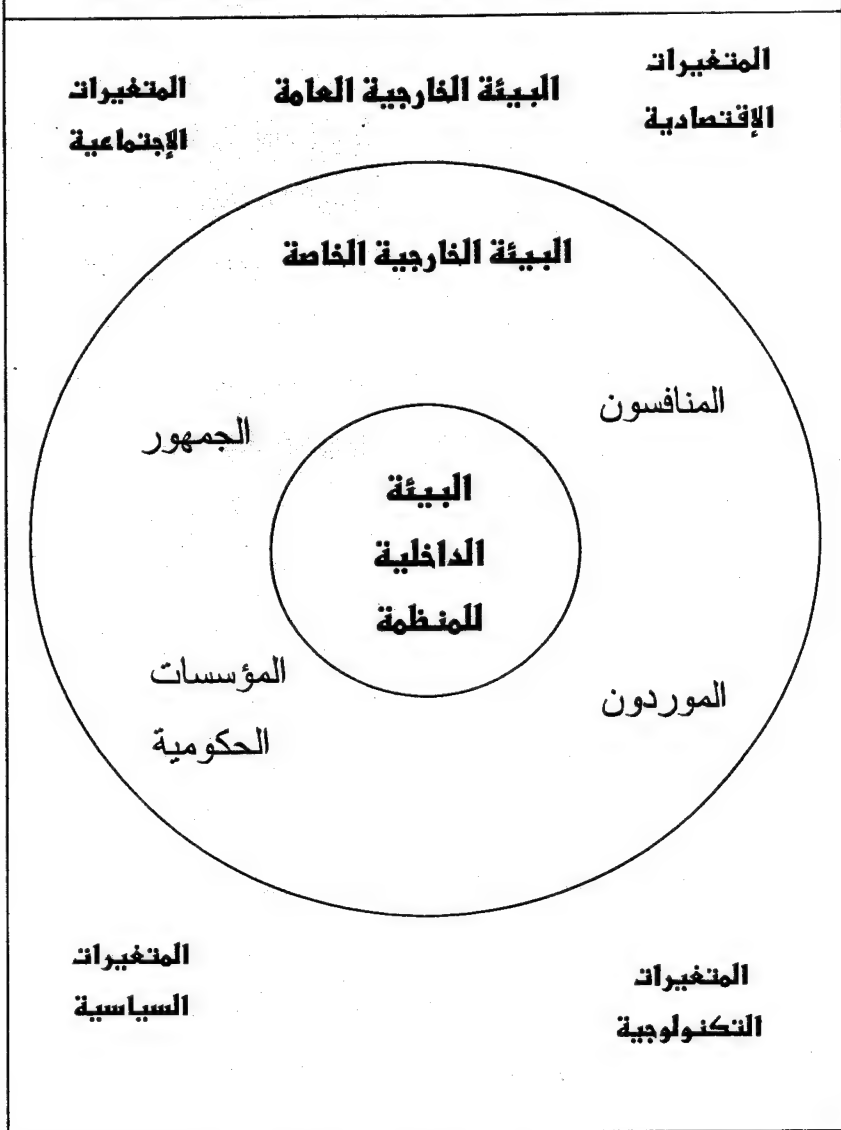 المتغيرات
الإقتصادية
البيئة الخارجية العامة
المتغيرات
الإجتماعية
البيئة الخارجية الخاصة
المنافسون
الجمهور
البيئة
الداخلية
للمنظمة
الموردون
المؤسسات
الحكومية
المتغيرات
التكنولوجية
المتغيرات
السياسية